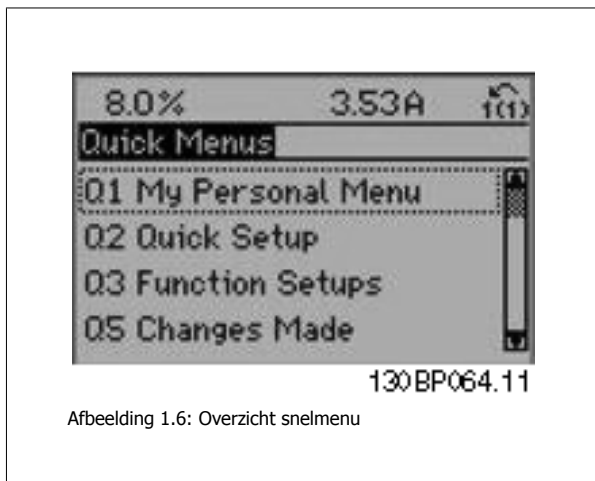 8.0% 3.53A 1(1)
Quick Menus
Q1 My Personal Menu
Q2 Quick Setup
Q3 Function Setups
Q5 Changes Made
130BP064.11
Afbeelding 1.6: Overzicht snelmenu